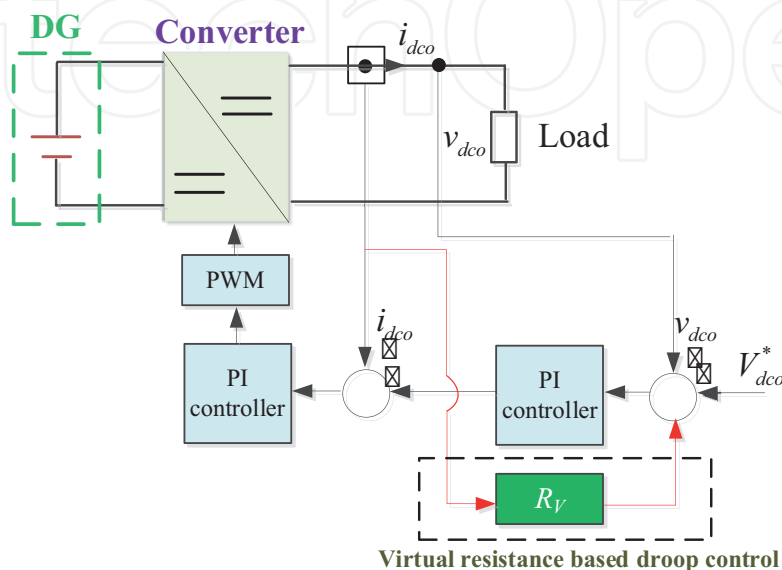 DG
Converter
i_dco
v_dco
Load
PWM
i_dco
v_dco
V*_dco
PI
controller
PI
controller
R_V
Virtual resistance based droop control